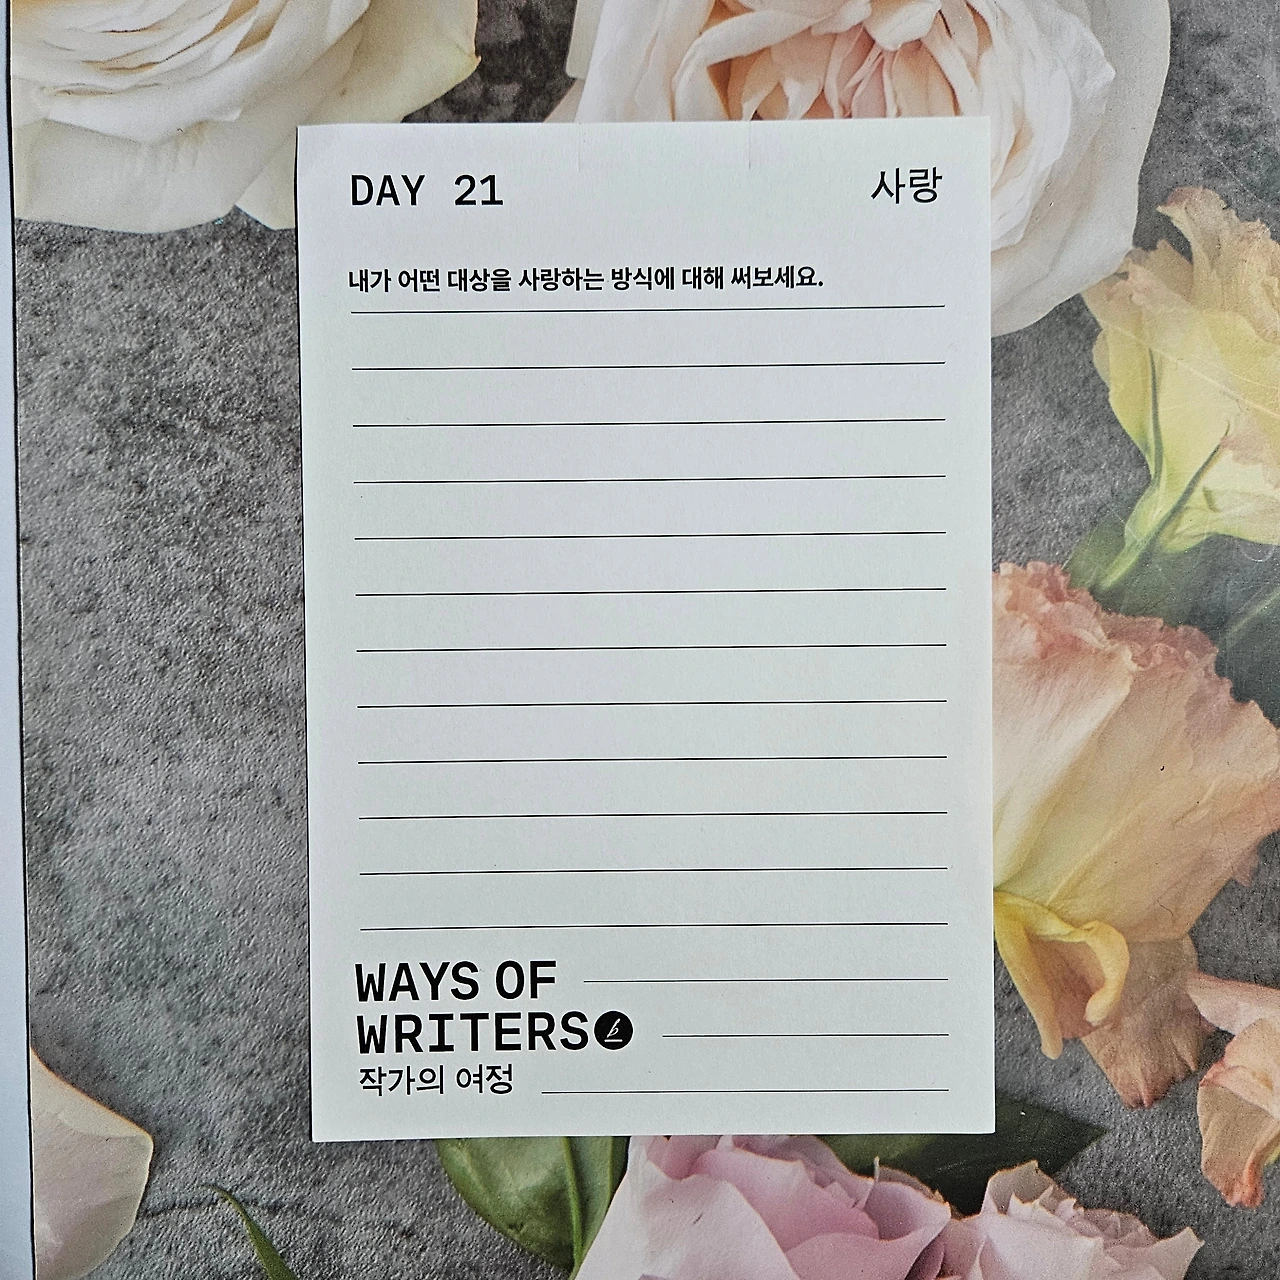 DAY 21
사랑
내가 어떤 대상을 사랑하는 방식에 대해 써보세요.
WAYS OF
WRITERS
작가의 여정